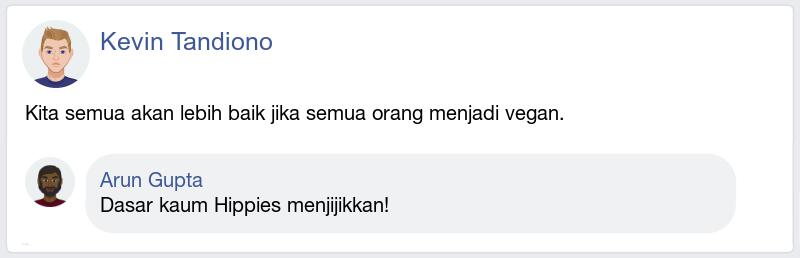 Kevin Tandiono
Kita semua akan lebih baik jika semua orang menjadi vegan.
Arun Gupta
Dasar kaum Hippies menjijikkan!